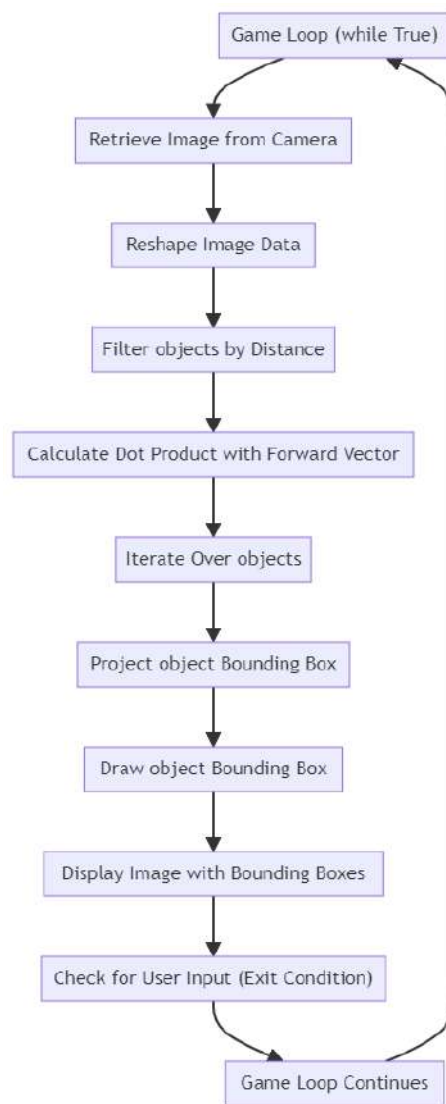 Game Loop (while True)
Retrieve Image from Camera
Reshape Image Data
Filter objects by Distance
Calculate Dot Product with Forward Vector
Iterate Over objects
Project object Bounding Box
Draw object Bounding Box
Display Image with Bounding Boxes
Check for User Input (Exit Condition)
Game Loop Continues